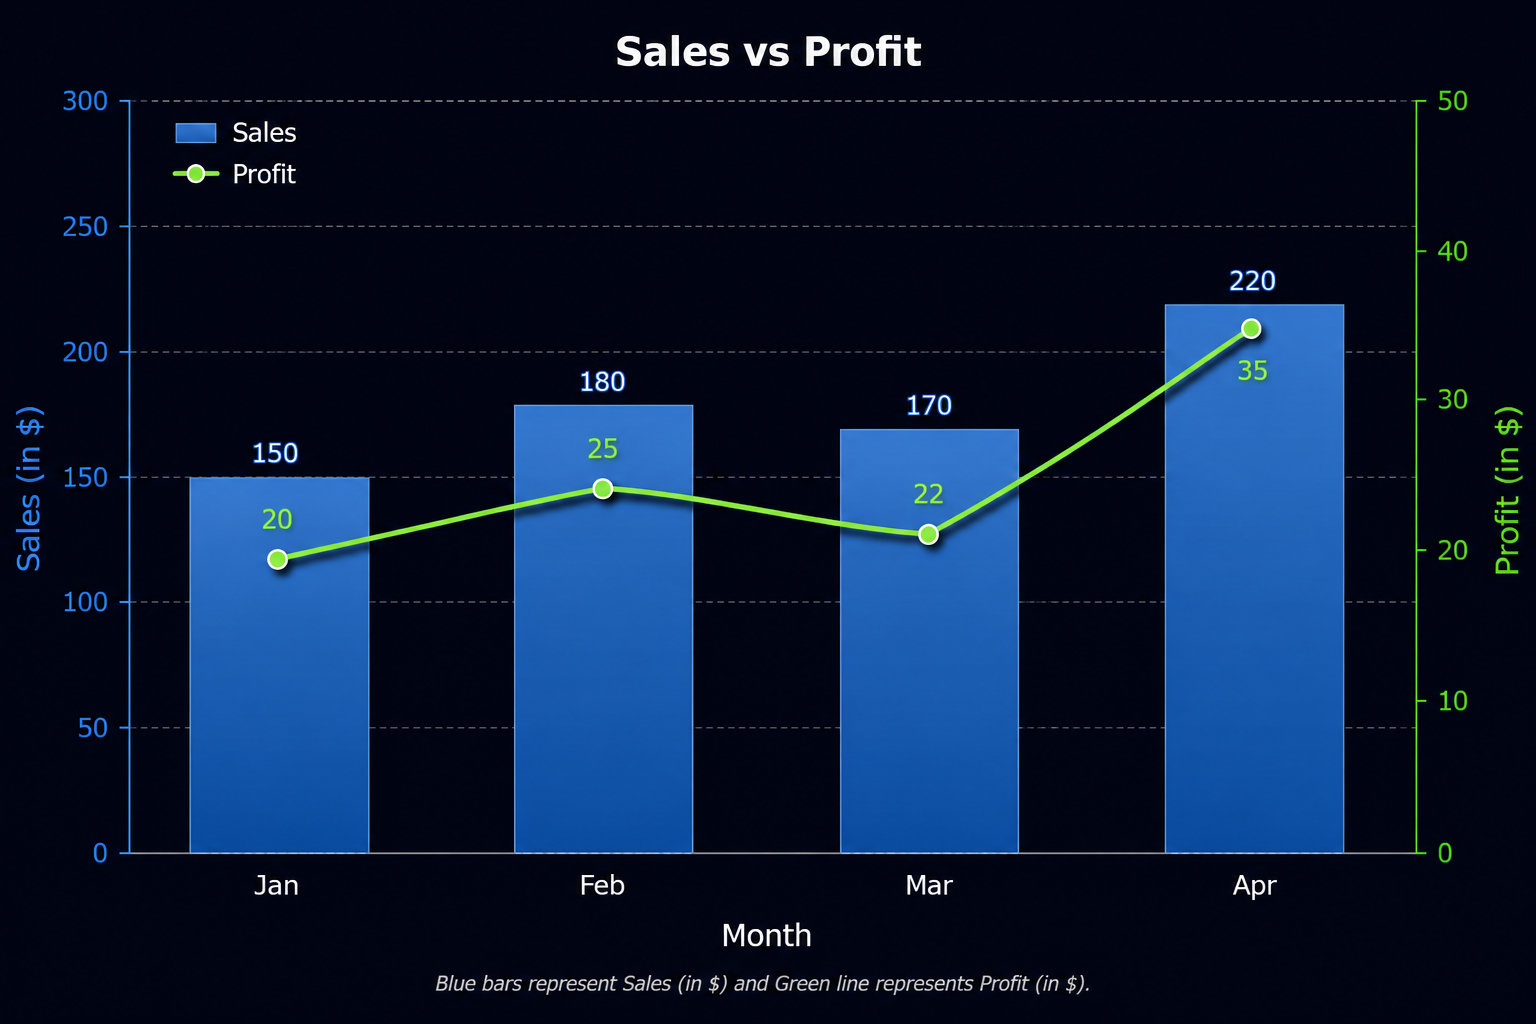 Sales vs Profit
300
250
200
150
100
50
0
Sales (in $)
Sales
Profit
150
180
170
220
20
25
22
35
50
40
30
20
10
0
Profit (in $)
Jan
Feb
Mar
Apr
Month
Blue bars represent Sales (in $) and Green line represents Profit (in $).